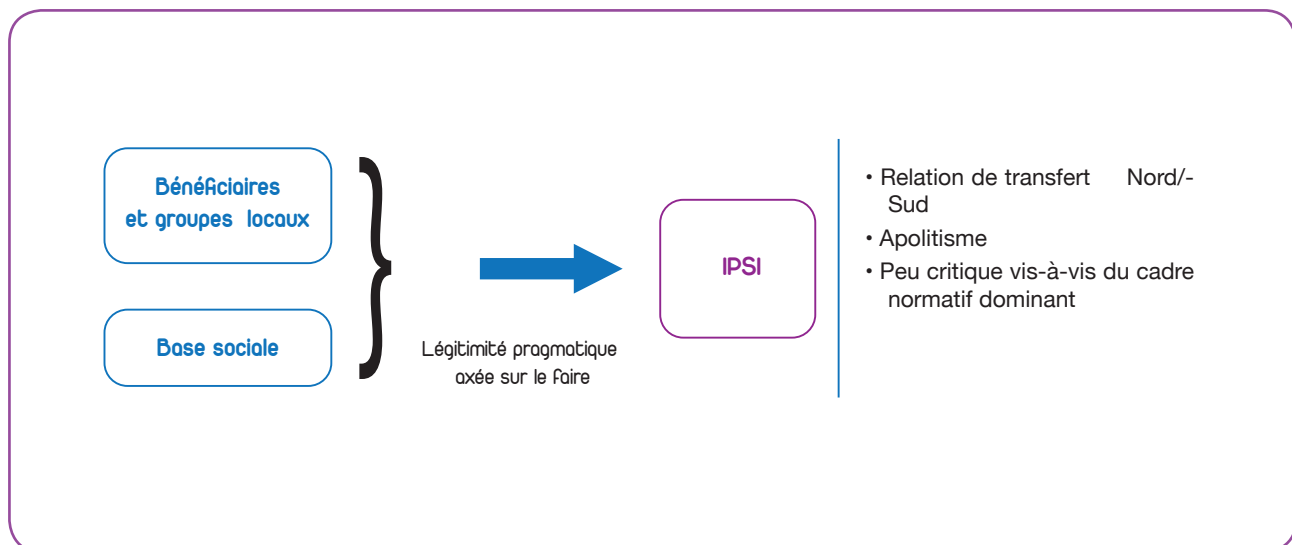 Bénéficiaires
et groupes locaux
Base sociale
}
Légitimité pragmatique
axée sur le faire
IPSI
• Relation de transfert Nord/-
Sud
• Apolitisme
• Peu critique vis-à-vis du cadre
normatif dominant